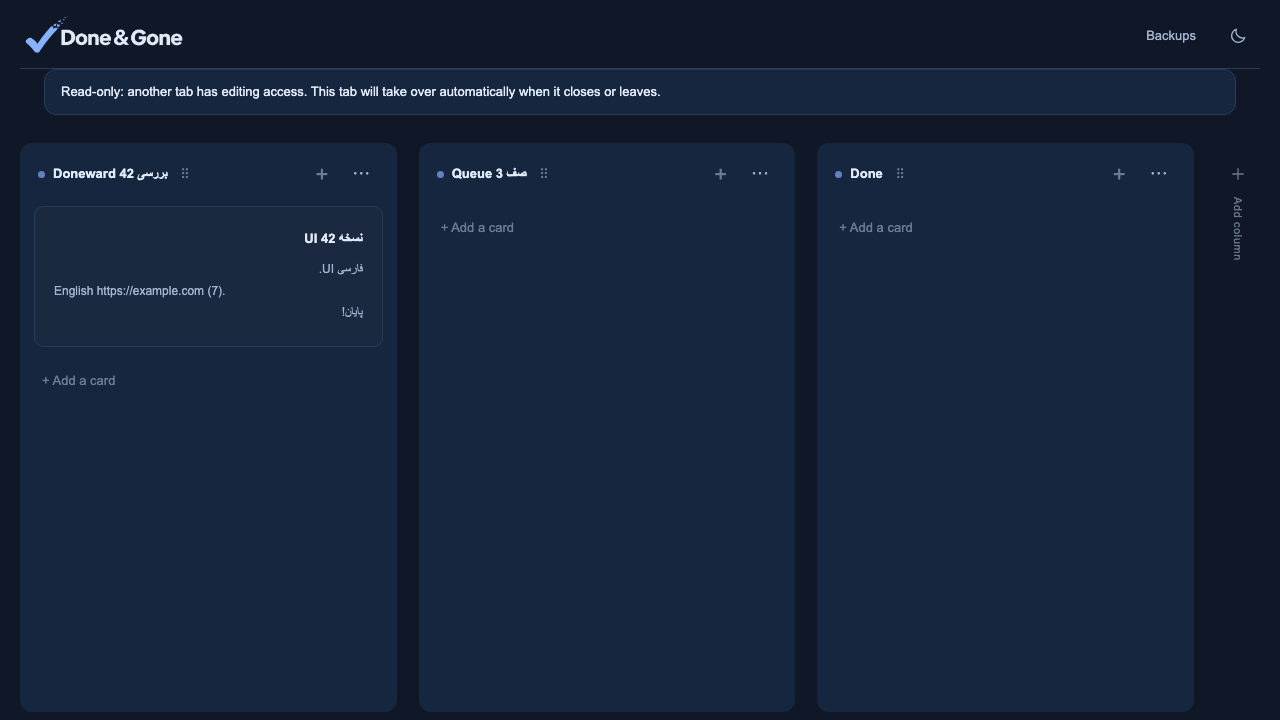 Done & Gone
Backups
Read-only: another tab has editing access. This tab will take over automatically when it closes or leaves.
Doneward 42 بررسی
نسخه 42 UI
فارسی UI.
English https://example.com (7).
پایان!
+ Add a card
Queue 3 صف
+ Add a card
Done
+ Add a card
Add column